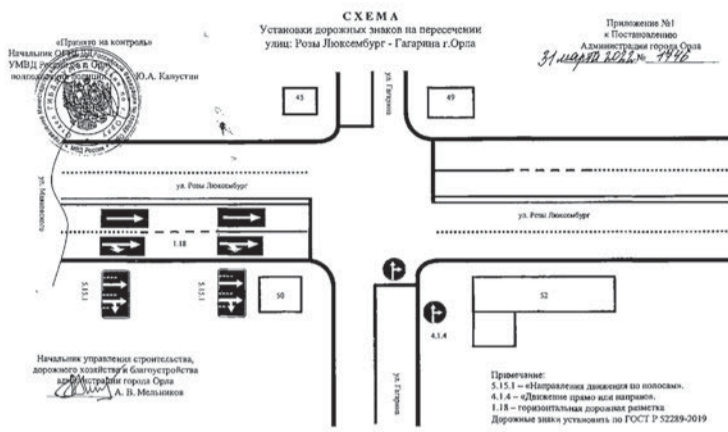 СХЕМА
Установки дорожных знаков на пересечении
улиц: Розы Люксембург - Гагарина г.Орла
Приложение №1
к Постановлению
Администрации города Орла
31 марта 2022 № 1446
«Принято на контроль»
Начальник
УМВД России
Ю.А. Капустин
45
ул. Гагарина
49
ул. Маяковского
ул. Розы Люксембург
ул. Розы Люксембург
1.18
5.15.1
5.15.1
50
52
4.1.4
ул. Гагарина
Начальник управления строительства,
дорожного хозяйства и благоустройства
администрации города Орла
А. В. Мельников
Примечание:
5.15.1 – «Направления движения по полосам».
4.1.4 – «Движение прямо или направо».
1.18 – горизонтальная дорожная разметка
Дорожные знаки установить по ГОСТ Р 52289-2019